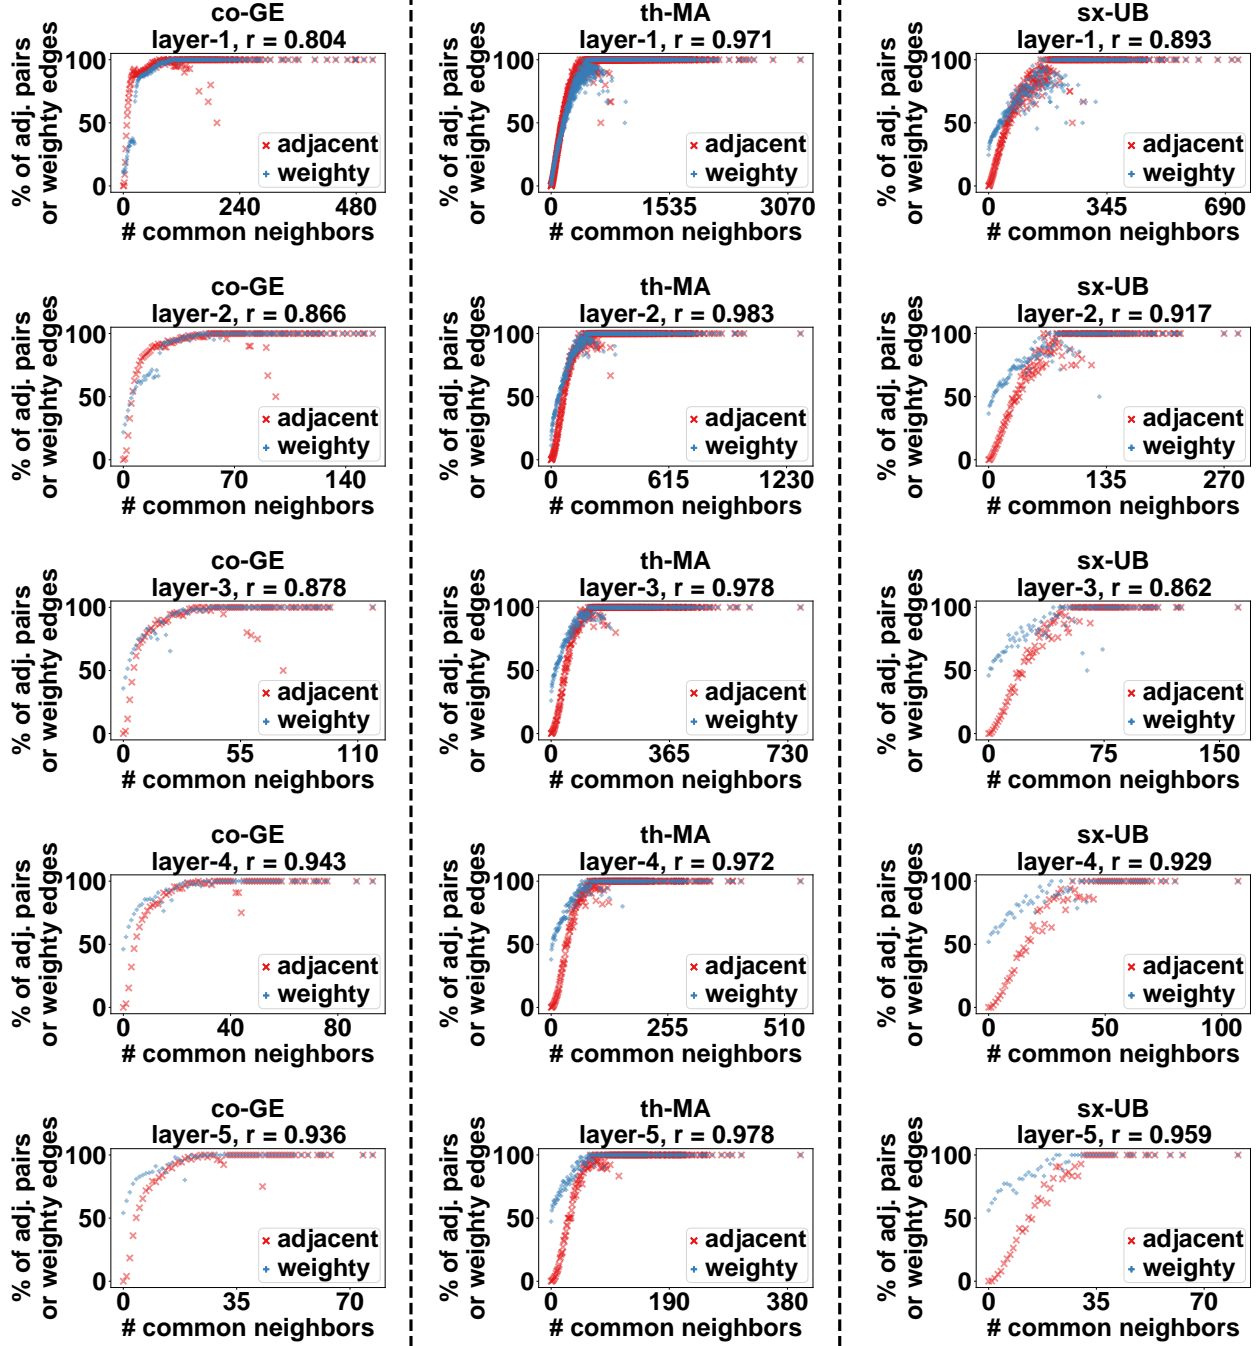 co-GE
layer-1, r = 0.804
% of adj. pairs
or weighty edges
100
50
0
adjacent
weighty
0 240 480
# common neighbors
th-MA
layer-1, r = 0.971
% of adj. pairs
or weighty edges
100
50
0
adjacent
weighty
0 1535 3070
# common neighbors
sx-UB
layer-1, r = 0.893
% of adj. pairs
or weighty edges
100
50
0
adjacent
weighty
0 345 690
# common neighbors
co-GE
layer-2, r = 0.866
% of adj. pairs
or weighty edges
100
50
0
adjacent
weighty
0 70 140
# common neighbors
th-MA
layer-2, r = 0.983
% of adj. pairs
or weighty edges
100
50
0
adjacent
weighty
0 615 1230
# common neighbors
sx-UB
layer-2, r = 0.917
% of adj. pairs
or weighty edges
100
50
0
adjacent
weighty
0 135 270
# common neighbors
co-GE
layer-3, r = 0.878
% of adj. pairs
or weighty edges
100
50
0
adjacent
weighty
0 55 110
# common neighbors
th-MA
layer-3, r = 0.978
% of adj. pairs
or weighty edges
100
50
0
adjacent
weighty
0 365 730
# common neighbors
sx-UB
layer-3, r = 0.862
% of adj. pairs
or weighty edges
100
50
0
adjacent
weighty
0 75 150
# common neighbors
co-GE
layer-4, r = 0.943
% of adj. pairs
or weighty edges
100
50
0
adjacent
weighty
0 40 80
# common neighbors
th-MA
layer-4, r = 0.972
% of adj. pairs
or weighty edges
100
50
0
adjacent
weighty
0 255 510
# common neighbors
sx-UB
layer-4, r = 0.929
% of adj. pairs
or weighty edges
100
50
0
adjacent
weighty
0 50 100
# common neighbors
co-GE
layer-5, r = 0.936
% of adj. pairs
or weighty edges
100
50
0
adjacent
weighty
0 35 70
# common neighbors
th-MA
layer-5, r = 0.978
% of adj. pairs
or weighty edges
100
50
0
adjacent
weighty
0 190 380
# common neighbors
sx-UB
layer-5, r = 0.959
% of adj. pairs
or weighty edges
100
50
0
adjacent
weighty
0 35 70
# common neighbors